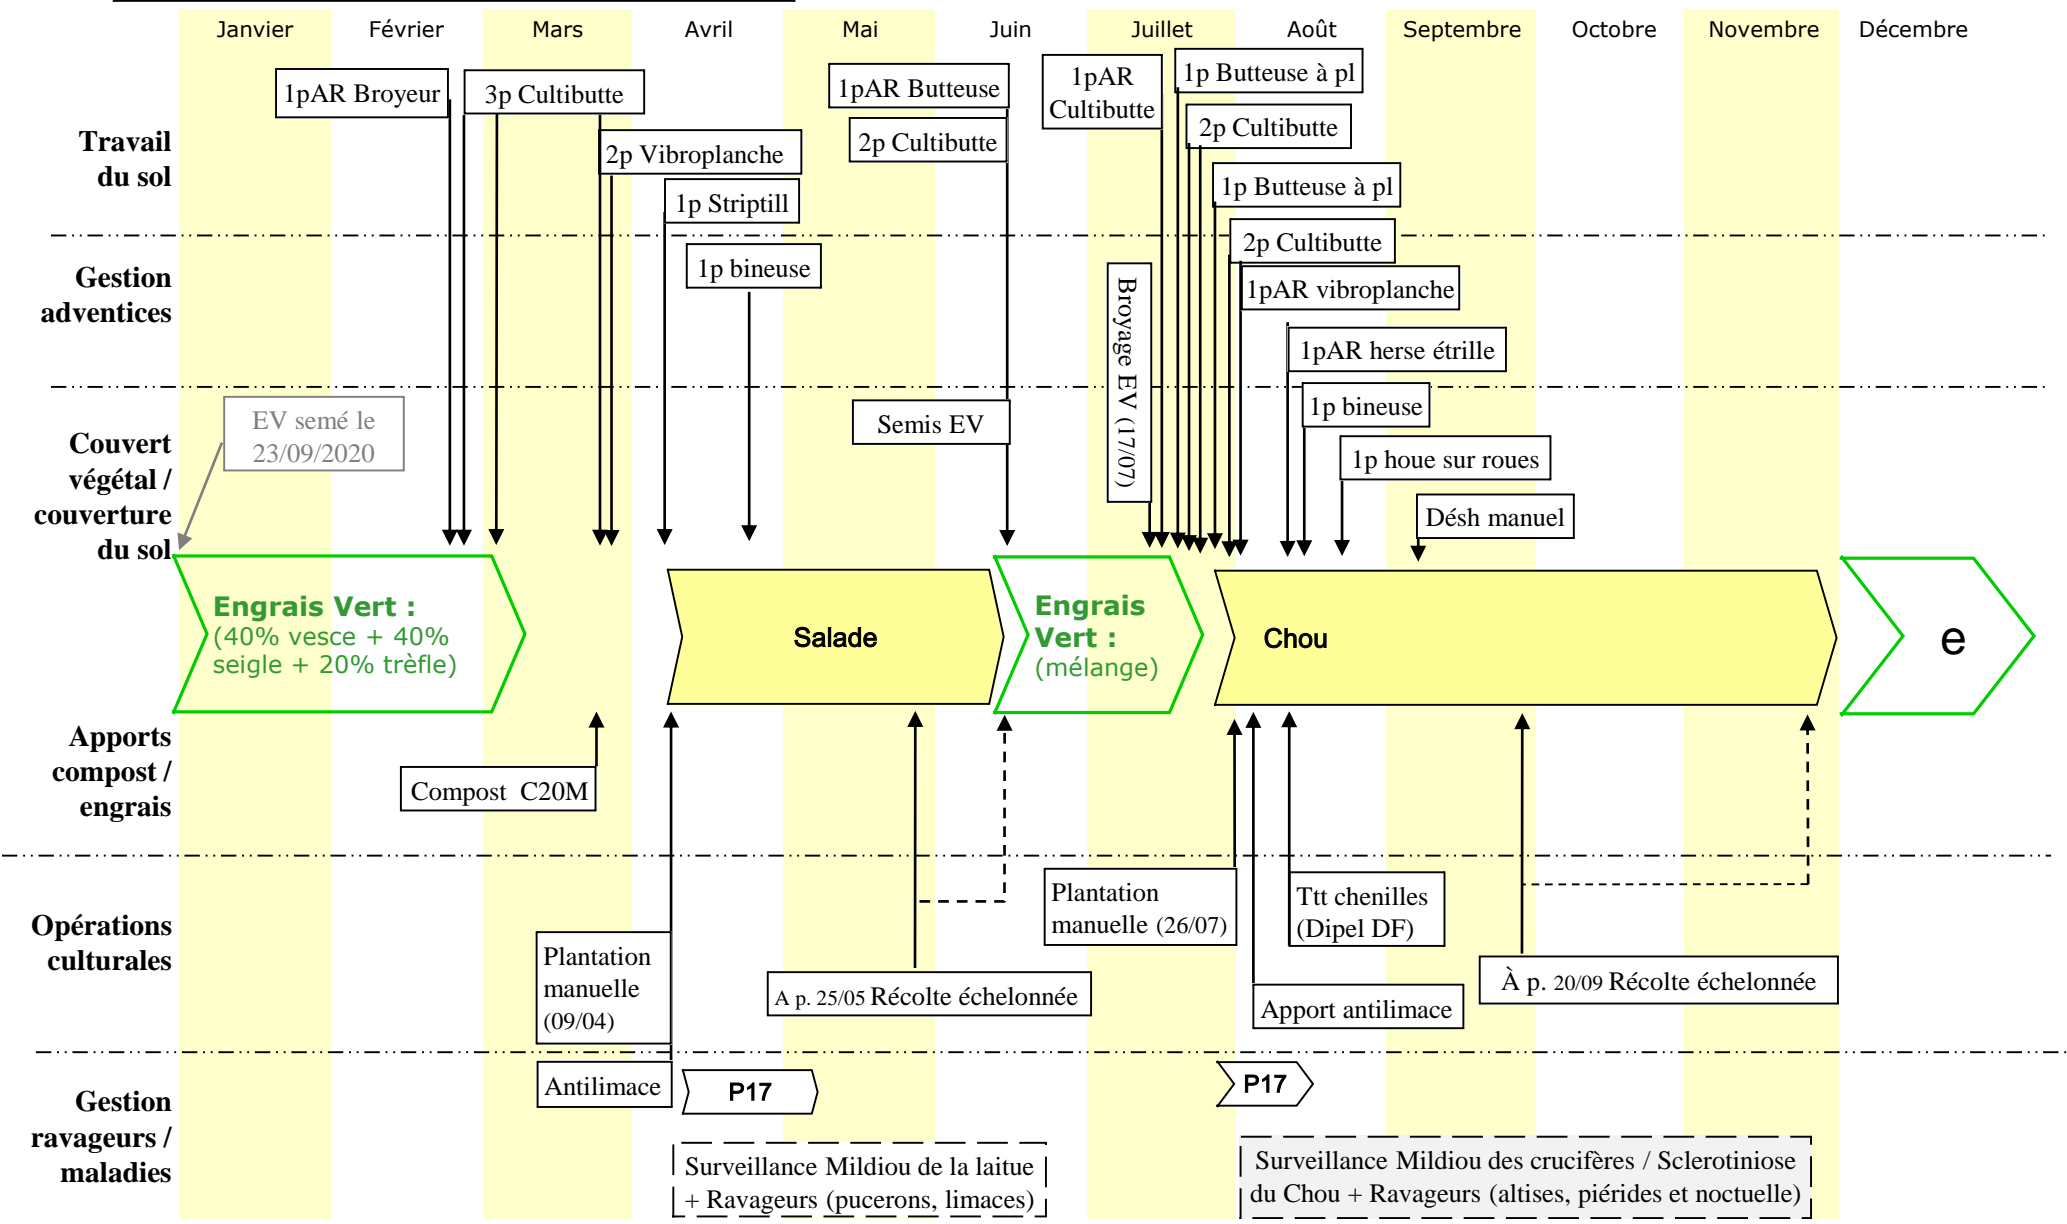 Janvier
Février
Mars
Avril
Mai
Juin
Juillet
Août
Septembre
Octobre
Novembre
Décembre
Travail
du sol
1pAR Broyeur
3p Cultibutte
2p Vibroplanche
1p Striptill
1pAR Butteuse
2p Cultibutte
1pAR
Cultibutte
1p Butteuse à pl
2p Cultibutte
1p Butteuse à pl
2p Cultibutte
1pAR vibroplanche
Gestion
adventices
1p bineuse
Broyage EV (17/07)
1pAR herse étrille
1p bineuse
1p houe sur roues
Désh manuel
Couvert
végétal /
couverture
du sol
EV semé le
23/09/2020
Semis EV
Engrais Vert :
(40% vesce + 40%
seigle + 20% trèfle)
Salade
Engrais
Vert :
(mélange)
Chou
e
Apports
compost /
engrais
Compost C20M
Opérations
culturales
Plantation
manuelle
(09/04)
A p. 25/05 Récolte échelonnée
Plantation
manuelle (26/07)
Ttt chenilles
(Dipel DF)
Apport antilimace
À p. 20/09 Récolte échelonnée
Gestion
ravageurs /
maladies
Antilimace
P17
P17
Surveillance Mildiou de la laitue
+ Ravageurs (pucerons, limaces)
Surveillance Mildiou des crucifères / Sclerotiniose
du Chou + Ravageurs (altises, piérides et noctuelle)